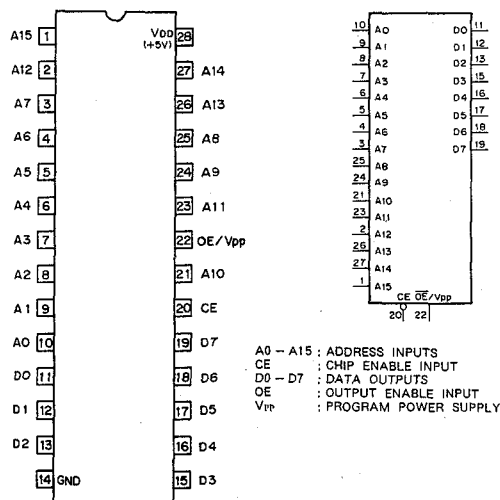 A15 1
A12 2
A7 3
A6 4
A5 5
A4 6
A3 7
A2 8
A1 9
A0 10
D0 11
D1 12
D2 13
14 GND
VDD 28
(+5V)
27 A14
26 A13
25 A8
24 A9
23 A11
22 OE/Vpp
21 A10
20 CE
19 D7
18 D6
17 D5
16 D4
15 D3
10 A0
9 A1
8 A2
7 A3
6 A4
5 A5
4 A6
3 A7
25 A8
24 A9
21 A10
23 A11
2 A12
26 A13
27 A14
1 A15
D0 11
D1 12
D2 13
D3 15
D4 16
D5 17
D6 18
D7 19
CE OE/Vpp
20 22
A0 – A15 : ADDRESS INPUTS
CE : CHIP ENABLE INPUT
D0 – D7 : DATA OUTPUTS
OE : OUTPUT ENABLE INPUT
VPP : PROGRAM POWER SUPPLY